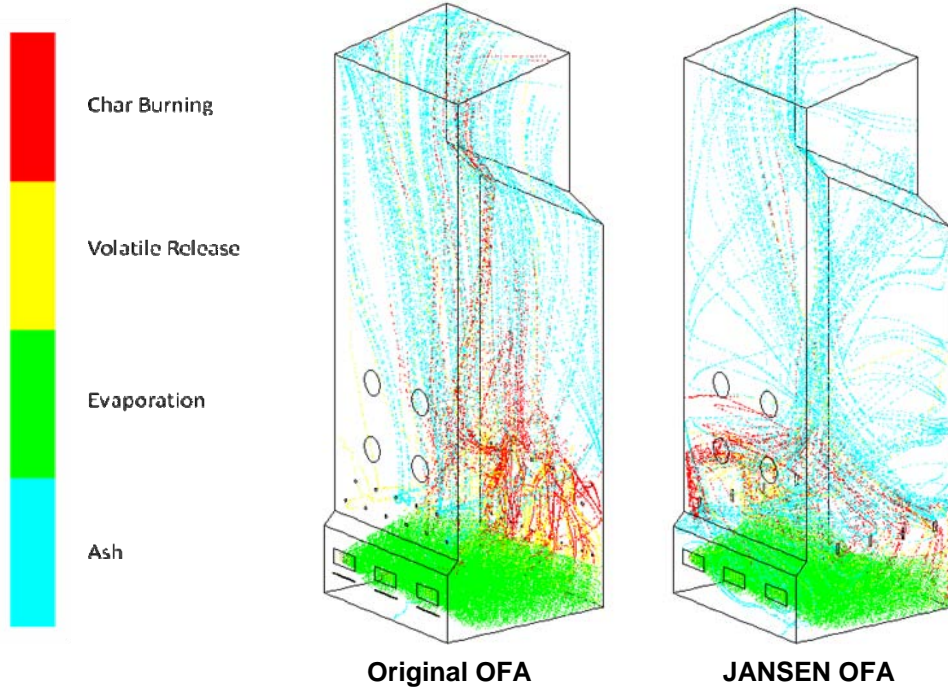 Char Burning
Volatile Release
Evaporation
Ash
Original OFA
JANSEN OFA